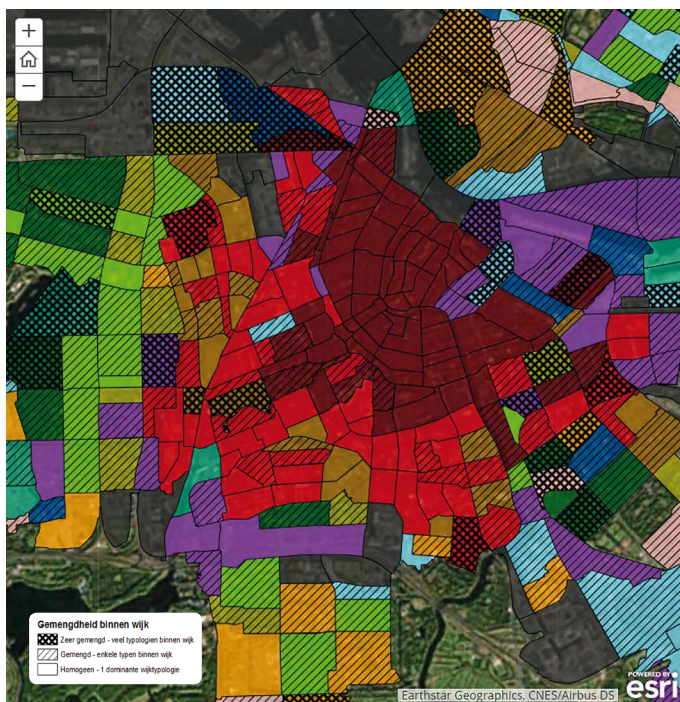 +
−
Gemengdheid binnen wijk
Zeer gemengd - veel typologien binnen wijk
Gemengd - enkele typen binnen wijk
Homogeen - 1 dominante wijktypologie
Earthstar Geographics, CNES/Airbus DS
POWERED BY
esri